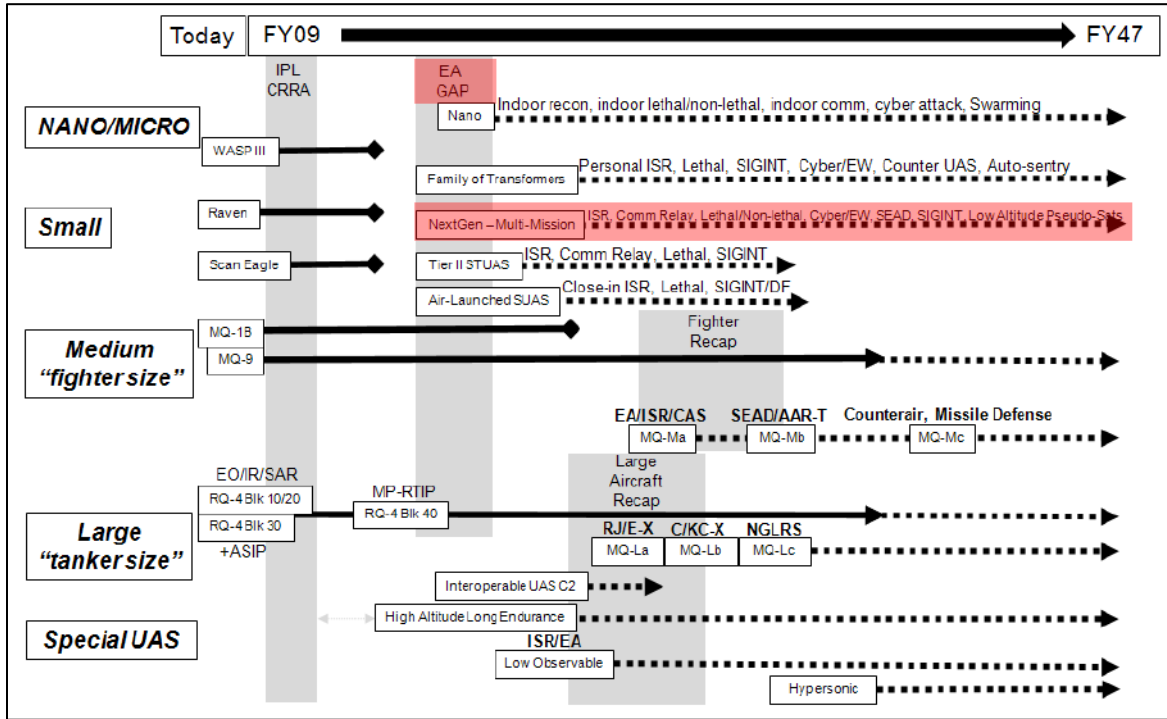 Today
FY09
FY47
IPL
CRRA
EA
GAP
NANO/MICRO
Nano
Indoor recon, indoor lethal/non-lethal, indoor comm, cyber attack, Swarming
WASP III
Family of Transformers
Personal ISR, Lethal, SIGINT, Cyber/EW, Counter UAS, Auto-sentry
Small
Raven
NextGen – Multi-Mission
ISR, Comm Relay, Lethal/Non-lethal, Cyber/EW, SEAD, SIGINT, Low Altitude Pseudo-Sats
Scan Eagle
Tier II STUAS
ISR, Comm Relay, Lethal, SIGINT
Air-Launched SUAS
Close-in ISR, Lethal, SIGINT/DF
Medium
"fighter size"
MQ-1B
MQ-9
Fighter
Recap
EA/ISR/CAS
SEAD/AAR-T
Counterair, Missile Defense
MQ-Ma
MQ-Mb
MQ-Mc
Large
"tanker size"
EO/IR/SAR
RQ-4 Blk 10/20
RQ-4 Blk 30
+ASIP
MP-RTIP
RQ-4 Blk 40
Large
Aircraft
Recap
RJ/E-X
C/KC-X
NGLRS
MQ-La
MQ-Lb
MQ-Lc
Special UAS
Interoperable UAS C2
High Altitude Long Endurance
ISR/EA
Low Observable
Hypersonic